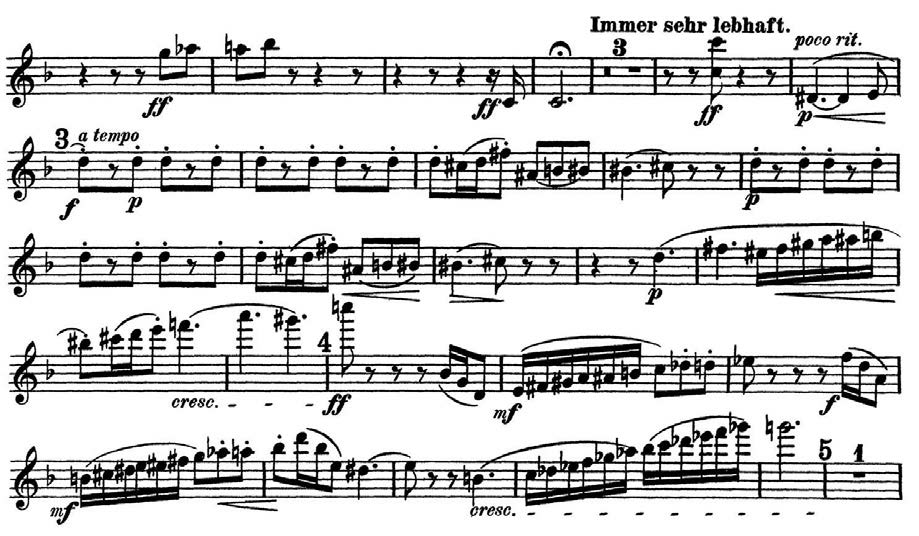 Immer sehr lebhaft.
3 poco rit.
ff ff ff p
3 a tempo
f p p
p
4
cresc. ff mf f
5 1
mf cresc.